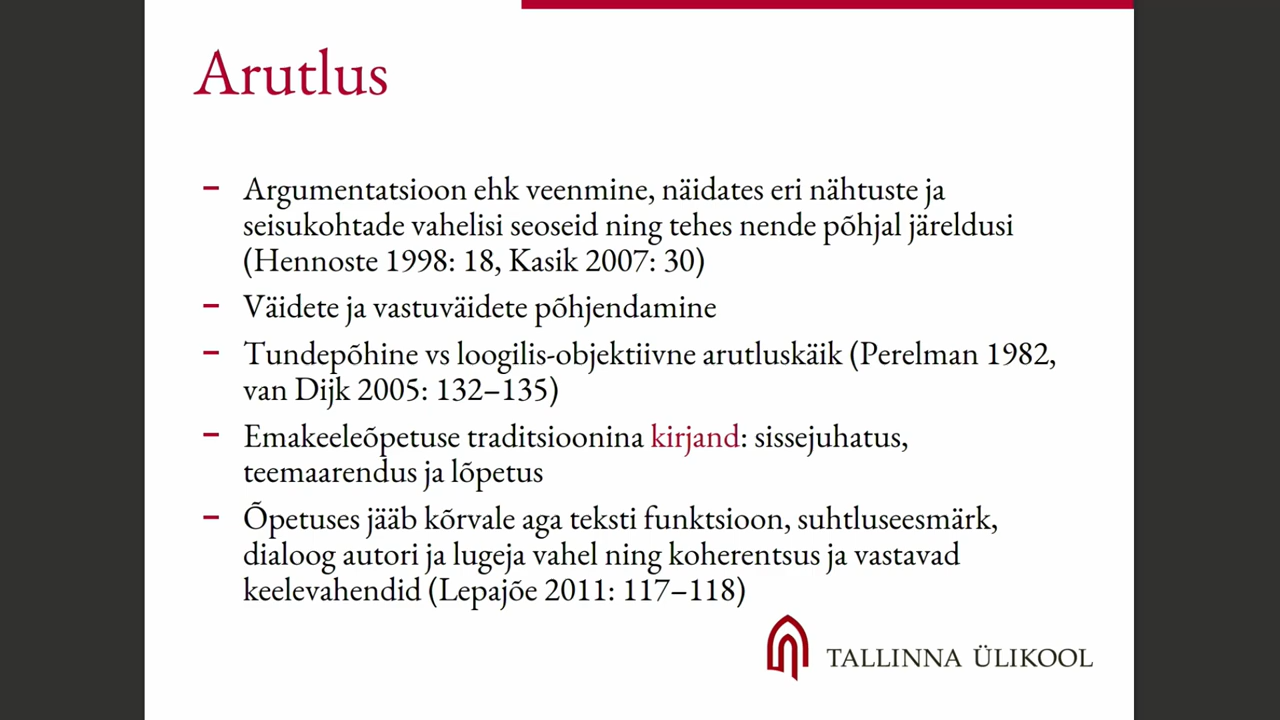 Arutlus
– Argumentatsioon ehk veenmine, näidates eri nähtuste ja
seisukohtade vahelisi seoseid ning tehes nende põhjal järeldusi
(Hennoste 1998: 18, Kasik 2007: 30)
– Väidete ja vastuväidete põhjendamine
– Tundepõhine vs loogilis-objektiivne arutluskäik (Perelman 1982,
van Dijk 2005: 132–135)
– Emakeeleõpetuse traditsioonina kirjand: sissejuhatus,
teemaarendus ja lõpetus
– Õpetuses jääb kõrvale aga teksti funktsioon, suhtluseesmärk,
dialoog autori ja lugeja vahel ning koherentsus ja vastavad
keelevahendid (Lepajõe 2011: 117–118)
TALLINNA ÜLIKOOL